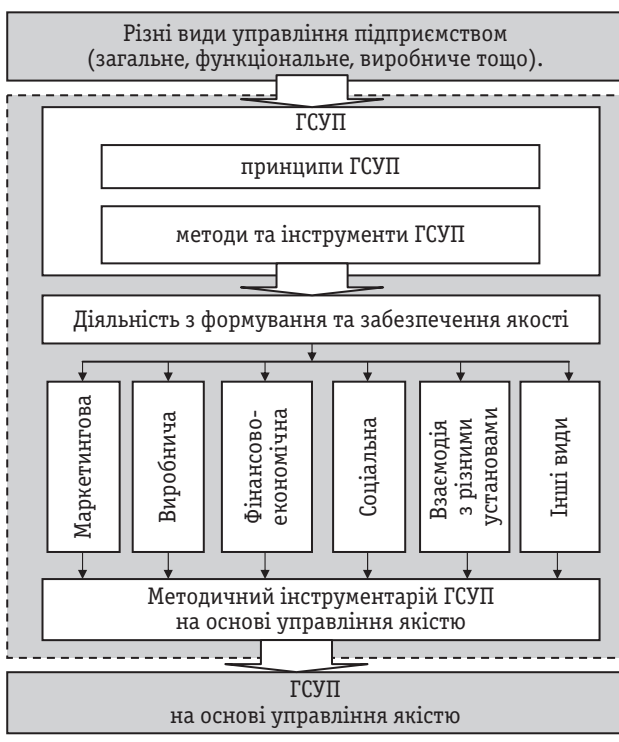 Різні види управління підприємством
(загальне, функціональне, виробниче тощо).
ГСУП
принципи ГСУП
методи та інструменти ГСУП
Діяльність з формування та забезпечення якості
Маркетингова
Виробнича
Фінансово-
економічна
Соціальна
Взаємодія
з різними
установами
Інші види
Методичний інструментарій ГСУП
на основі управління якістю
ГСУП
на основі управління якістю